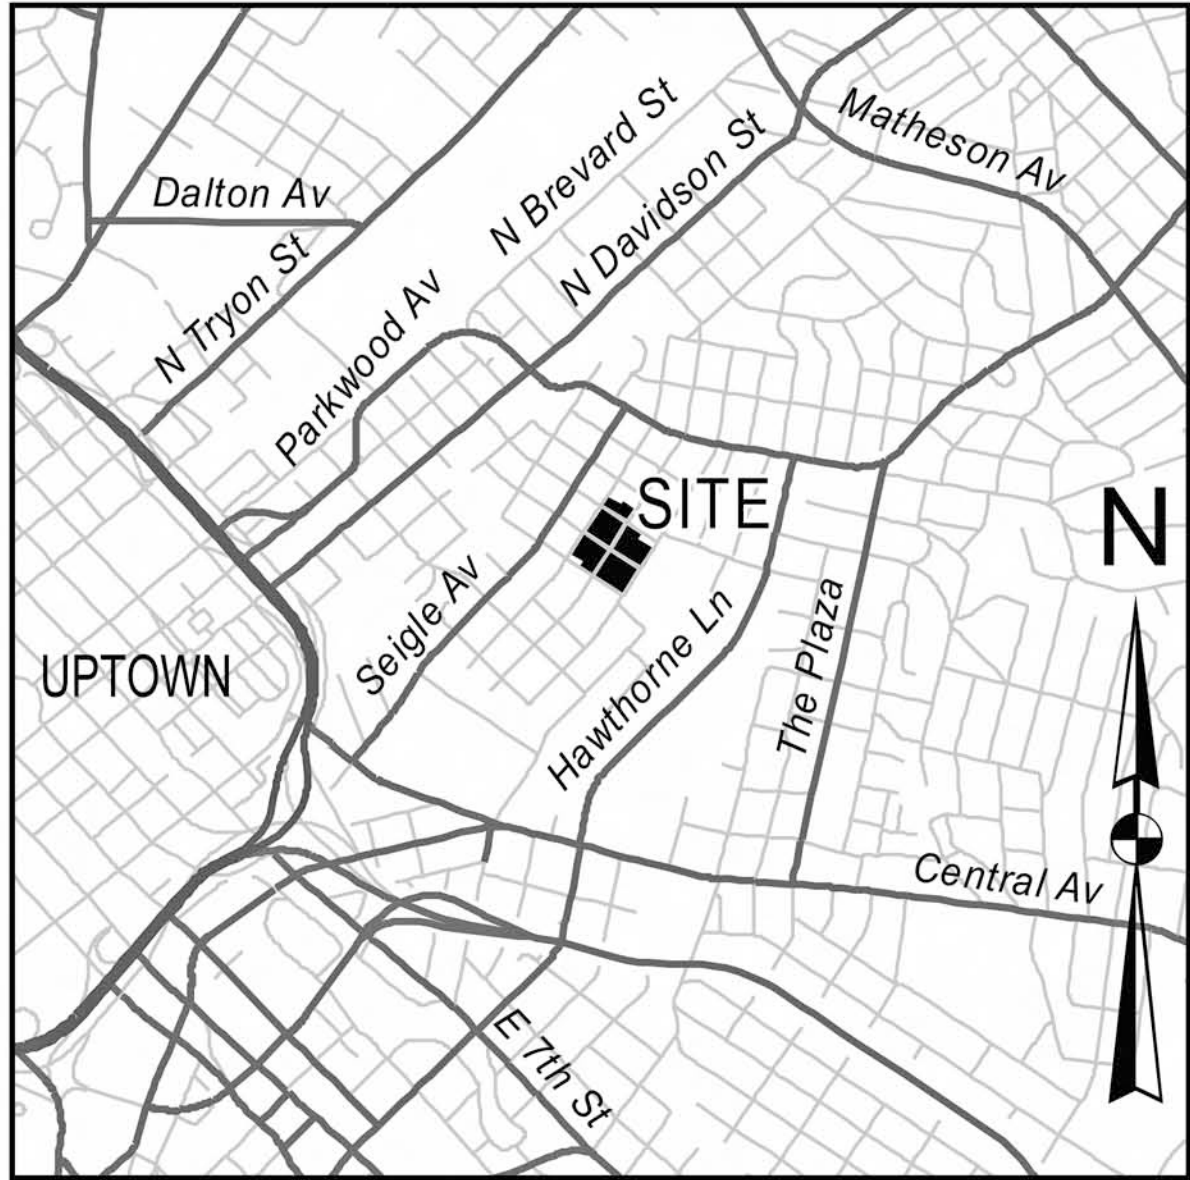 Matheson Av
N Brevard St
N Davidson St
Dalton Av
N Tryon St
Parkwood Av
SITE
N
Seigle Av
Hawthorne Ln
The Plaza
UPTOWN
Central Av
E 7th St